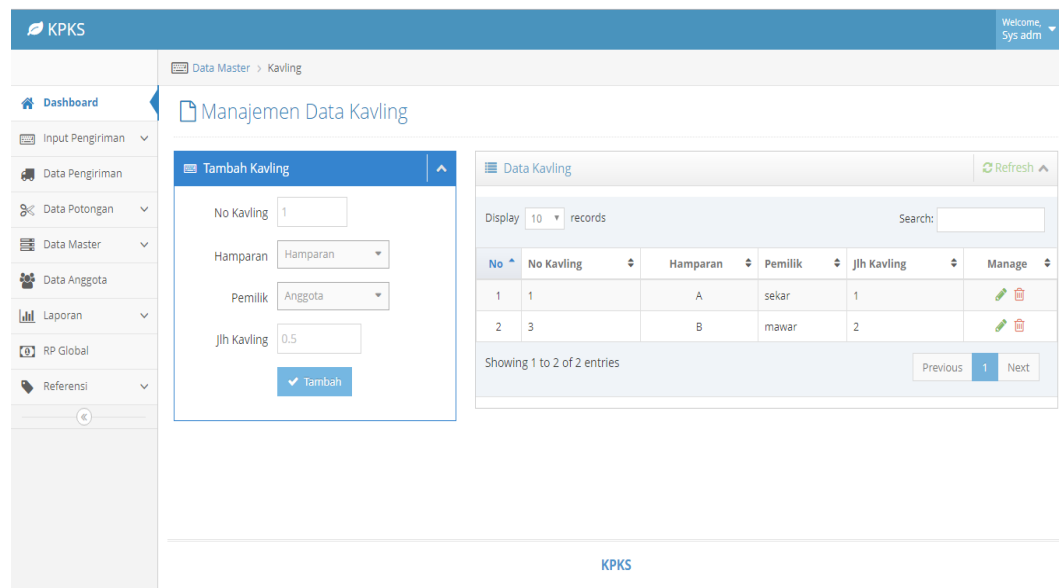 KPKS
Welcome,
Sys adm
Data Master > Kavling
Dashboard
Input Pengiriman
Data Pengiriman
Data Potongan
Data Master
Data Anggota
Laporan
RP Global
Referensi
Manajemen Data Kavling
Tambah Kavling
No Kavling 1
Hamparan Hamparan
Pemilik Anggota
Jlh Kavling 0.5
Tambah
Data Kavling Refresh
Display 10 records Search:
No No Kavling Hamparan Pemilik Jlh Kavling Manage
1 1 A sekar 1
2 3 B mawar 2
Showing 1 to 2 of 2 entries
Previous 1 Next
KPKS